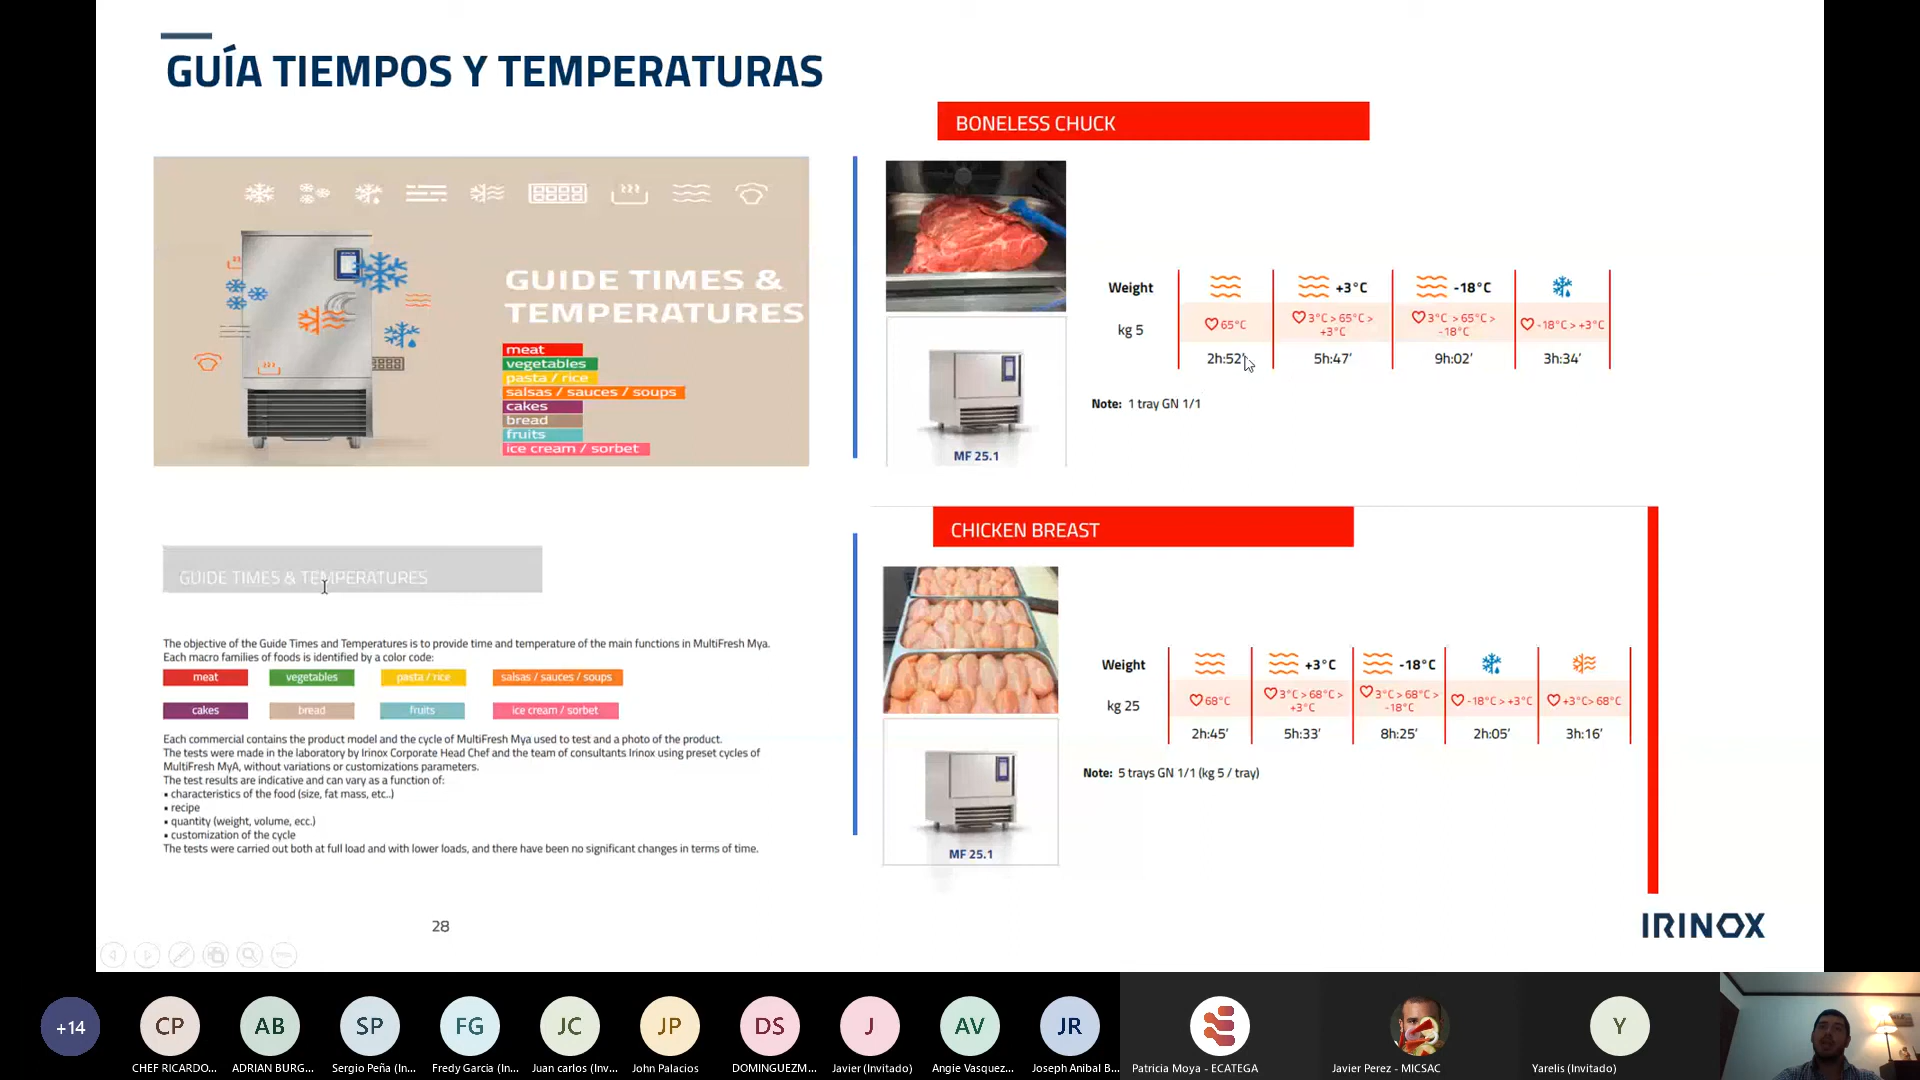 GUÍA TIEMPOS Y TEMPERATURAS
GUIDE TIMES &
TEMPERATURES
meat
vegetables
pasta / rice
salsas / sauces / soups
cakes
bread
fruits
ice cream / sorbet
GUIDE TIMES & TEMPERATURES
The objective of the Guide Times and Temperatures is to provide time and temperature of the main functions in MultiFresh Mya.
Each macro families of foods is identified by a color code:
meat vegetables pasta / rice salsas / sauces / soups
cakes bread fruits ice cream / sorbet
Each commercial contains the product model and the cycle of MultiFresh Mya used to test and a photo of the product.
The tests were made in the laboratory by Irinox Corporate Head Chef and the team of consultants Irinox using preset cycles of
MultiFresh MyA, without variations or customizations parameters.
The test results are indicative and can vary as a function of:
• characteristics of the food (size, fat mass, etc..)
• recipe
• quantity (weight, volume, ecc.)
• customization of the cycle
The tests were carried out both at full load and with lower loads, and there have been no significant changes in terms of time.
28
BONELESS CHUCK
MF 25.1
Weight +3°C -18°C
kg 5 65°C 3°C > 65°C > +3°C 3°C > 65°C > -18°C -18°C > +3°C
2h:52' 5h:47' 9h:02' 3h:34'
Note: 1 tray GN 1/1
CHICKEN BREAST
MF 25.1
Weight +3°C -18°C
kg 25 68°C 3°C > 68°C > +3°C 3°C > 68°C > -18°C -18°C > +3°C +3°C> 68°C
2h:45' 5h:33' 8h:25' 2h:05' 3h:16'
Note: 5 trays GN 1/1 (kg 5 / tray)
IRINOX
+14 CP AB SP FG JC JP DS J AV JR Y
CHEF RICARDO... ADRIAN BURG... Sergio Peña (In... Fredy Garcia (In... Juan carlos (Inv... John Palacios DOMINGUEZM... Javier (Invitado) Angie Vasquez... Joseph Anibal B... Patricia Moya - ECATEGA Javier Perez - MICSAC Yarelis (Invitado)